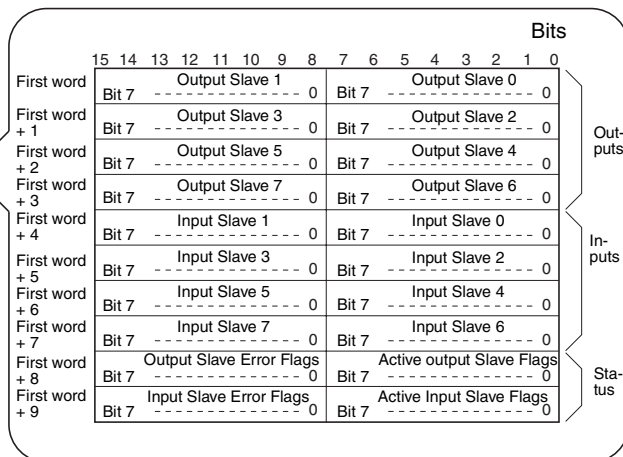 Bits
15 14 13 12 11 10 9 8 7 6 5 4 3 2 1 0
First word
Output Slave 1
Bit 7 0
Output Slave 0
Bit 7 0
First word
+ 1
Output Slave 3
Bit 7 0
Output Slave 2
Bit 7 0
First word
+ 2
Output Slave 5
Bit 7 0
Output Slave 4
Bit 7 0
First word
+ 3
Output Slave 7
Bit 7 0
Output Slave 6
Bit 7 0
Out-
puts
First word
+ 4
Input Slave 1
Bit 7 0
Input Slave 0
Bit 7 0
First word
+ 5
Input Slave 3
Bit 7 0
Input Slave 2
Bit 7 0
First word
+ 6
Input Slave 5
Bit 7 0
Input Slave 4
Bit 7 0
First word
+ 7
Input Slave 7
Bit 7 0
Input Slave 6
Bit 7 0
In-
puts
First word
+ 8
Output Slave Error Flags
Bit 7 0
Active output Slave Flags
Bit 7 0
First word
+ 9
Input Slave Error Flags
Bit 7 0
Active Input Slave Flags
Bit 7 0
Sta-
tus